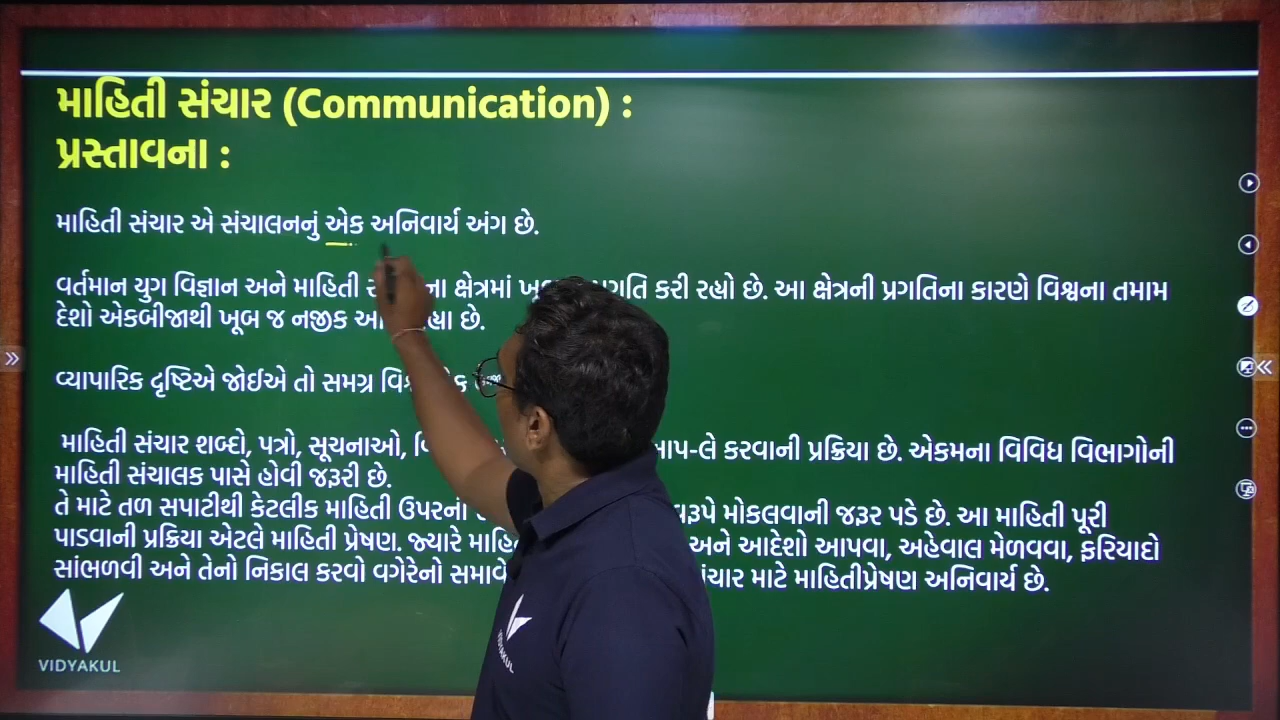 માહિતી સંચાર (Communication) :
પ્રસ્તાવના :
માહિતી સંચાર એ સંચાલનનું એક અનિવાર્ય અંગ છે.
વર્તમાન યુગ વિજ્ઞાન અને માહિતી ના ક્ષેત્રમાં કરી રહ્યો છે. આ ક્ષેત્રની પ્રગતિના કારણે વિશ્વના તમામ
દેશો એકબીજાથી ખૂબ જ નજીક છે.
વ્યાપારિક દૃષ્ટિએ જોઈએ તો સમગ્ર
માહિતી સંચાર શબ્દો, પત્રો, સૂચનાઓ, આપ-લે કરવાની પ્રક્રિયા છે. એકમના વિવિધ વિભાગોની
માહિતી સંચાલક પાસે હોવી જરૂરી છે.
તે માટે તળ સપાટીથી કેટલીક માહિતી ઉપરનાં મોકલવાની જરૂર પડે છે. આ માહિતી પૂરી
પાડવાની પ્રક્રિયા એટલે માહિતી પ્રેષણ. જ્યારે અને આદેશો આપવા, અહેવાલ મેળવવા, ફરિયાદો
સાંભળવી અને તેનો નિકાલ કરવો વગેરેનો માટે માહિતીપ્રેષણ અનિવાર્ય છે.
VIDYAKUL
VIDYAKUL